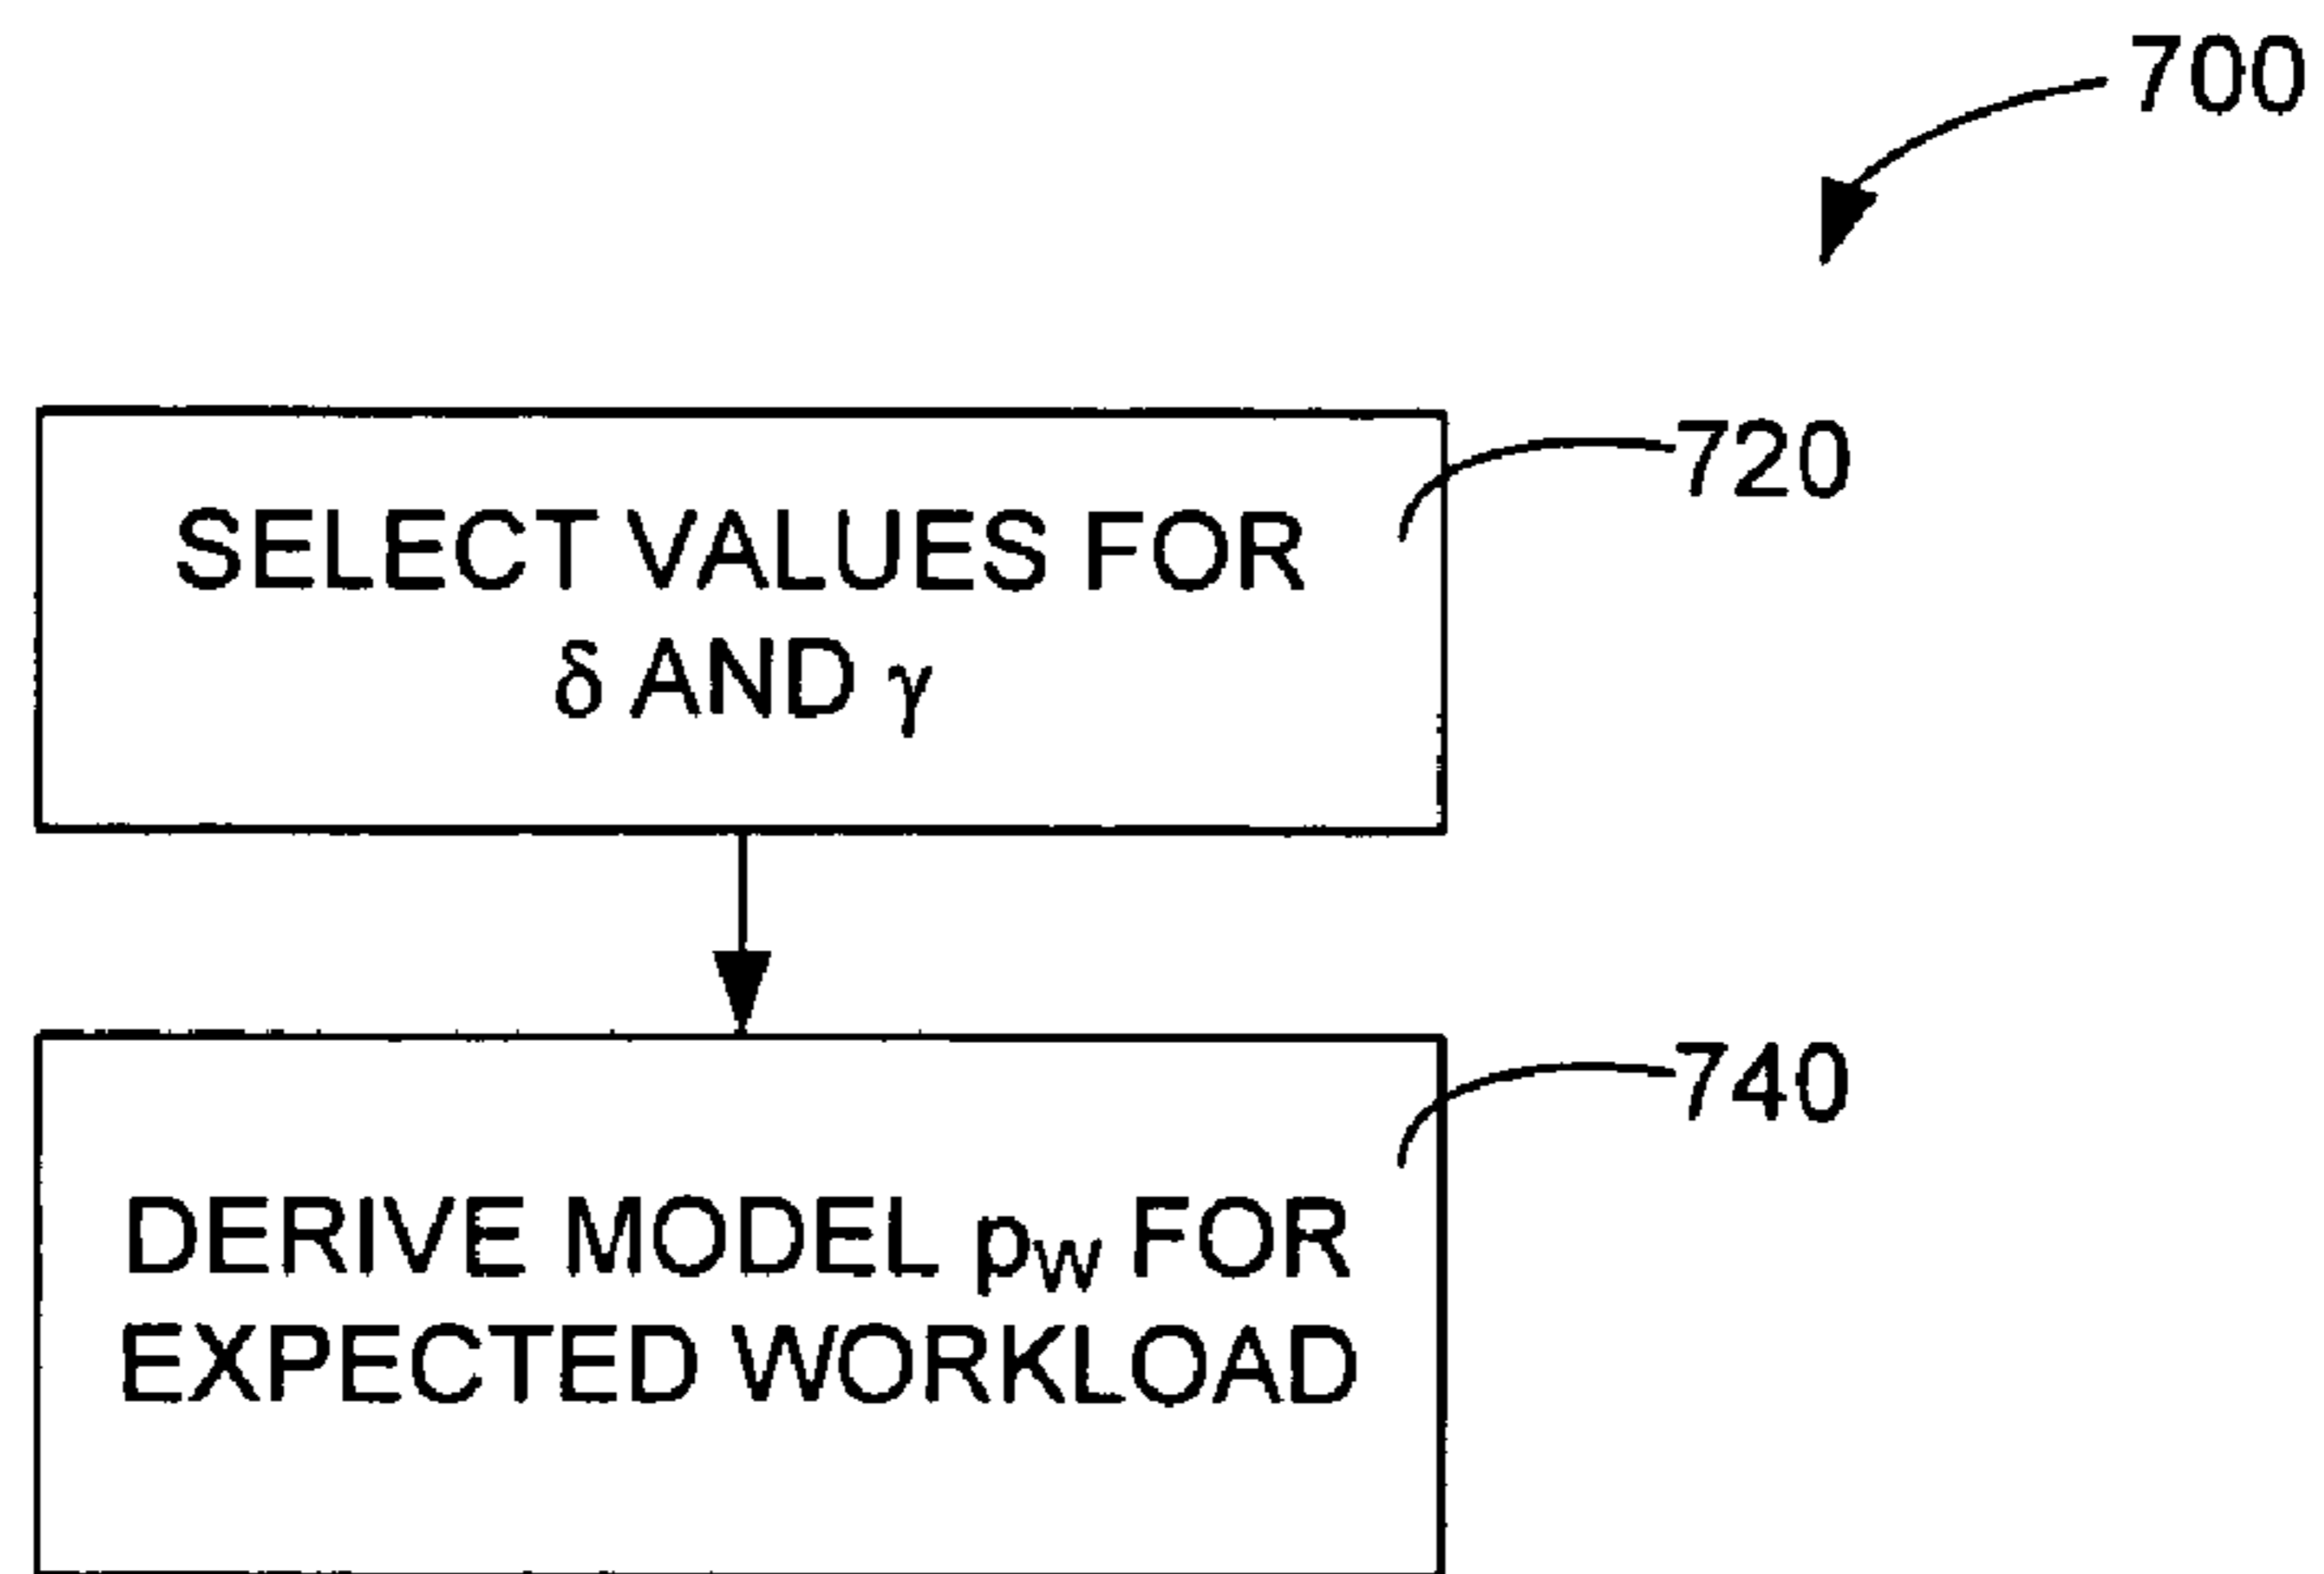 700
720
SELECT VALUES FOR
δ AND γ
740
DERIVE MODEL pW FOR
EXPECTED WORKLOAD